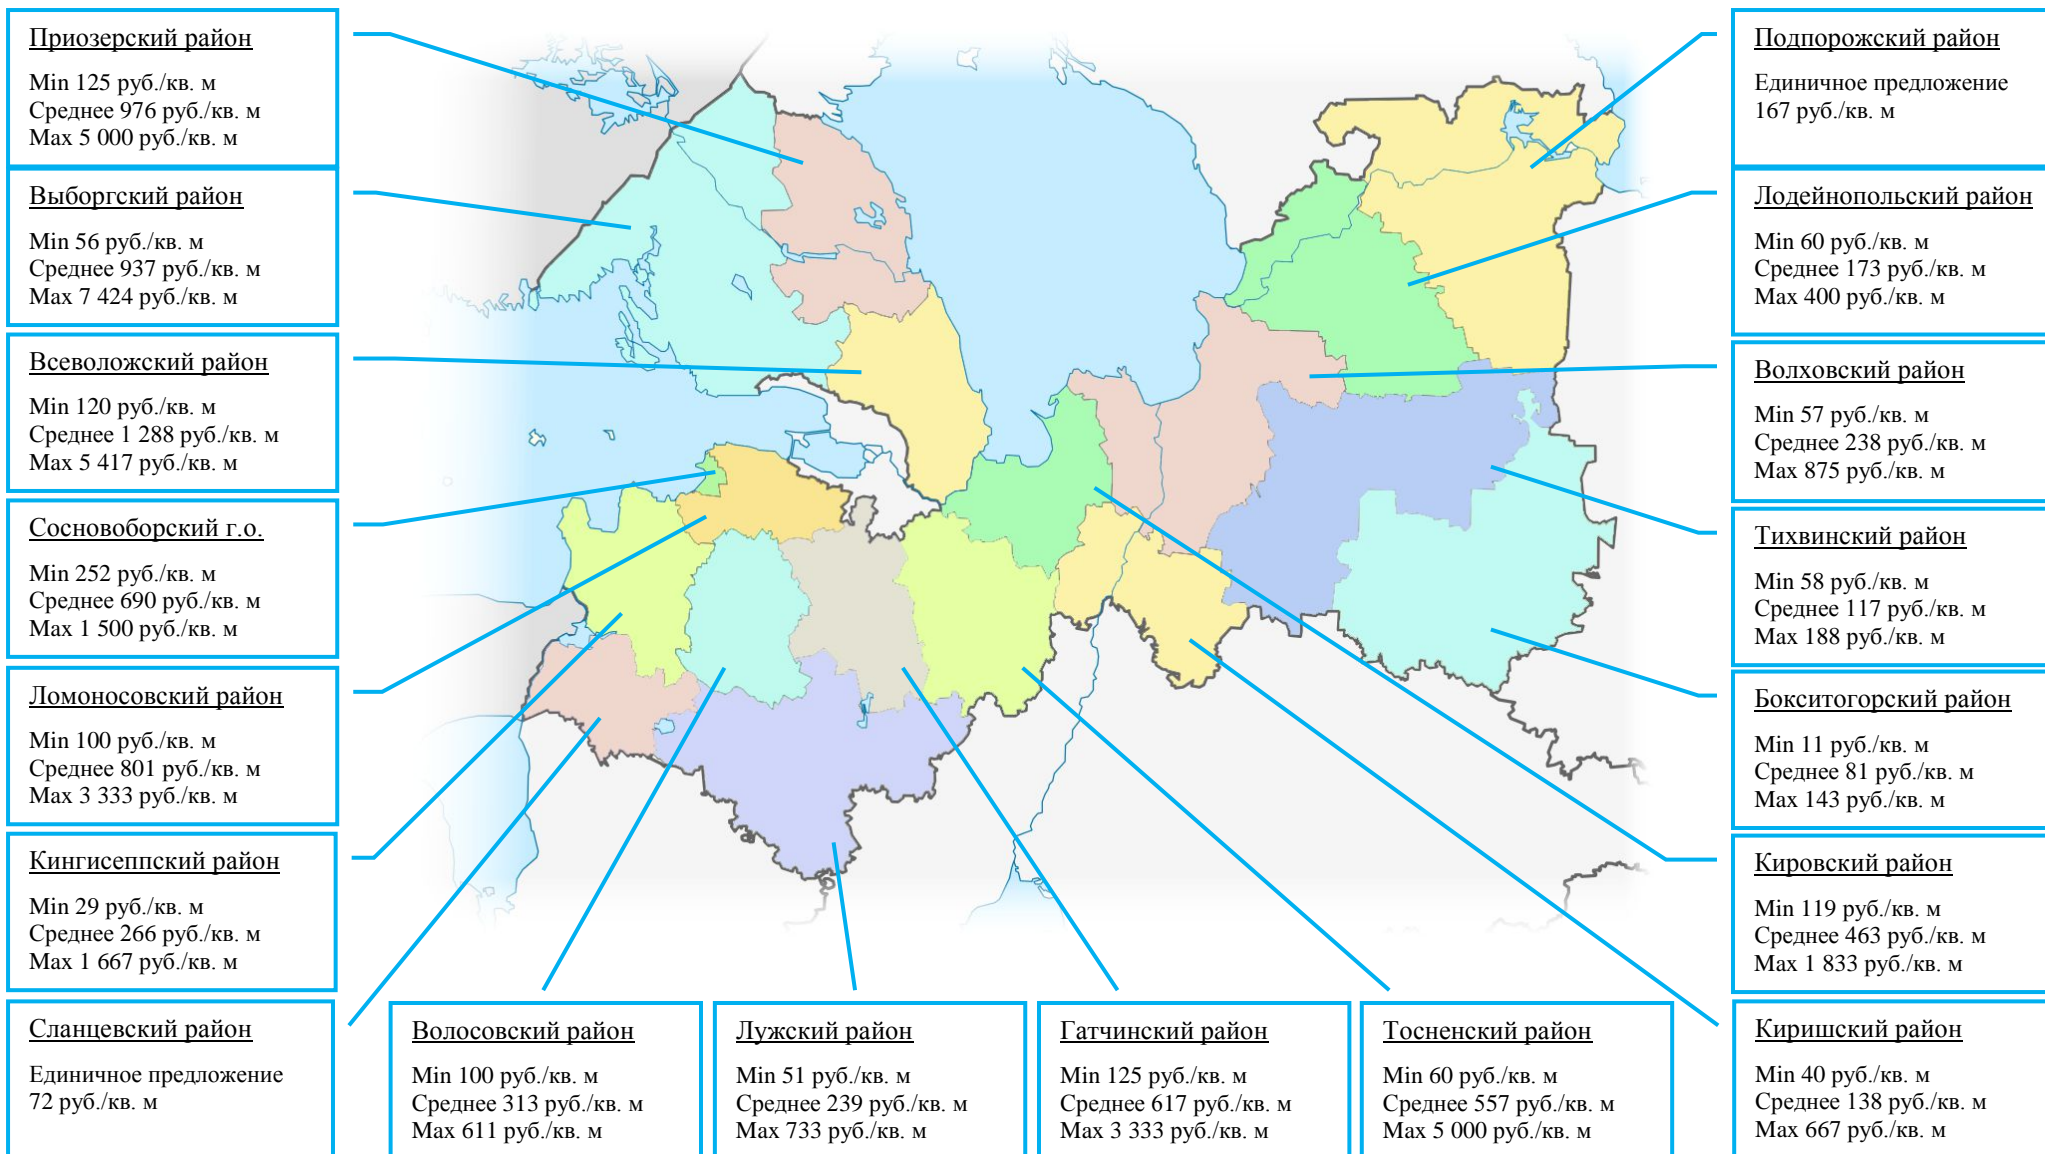 Приозерский район
Min 125 руб./кв. м
Среднее 976 руб./кв. м
Max 5 000 руб./кв. м
Выборгский район
Min 56 руб./кв. м
Среднее 937 руб./кв. м
Max 7 424 руб./кв. м
Всеволожский район
Min 120 руб./кв. м
Среднее 1 288 руб./кв. м
Max 5 417 руб./кв. м
Сосновоборский г.о.
Min 252 руб./кв. м
Среднее 690 руб./кв. м
Max 1 500 руб./кв. м
Ломоносовский район
Min 100 руб./кв. м
Среднее 801 руб./кв. м
Max 3 333 руб./кв. м
Кингисеппский район
Min 29 руб./кв. м
Среднее 266 руб./кв. м
Max 1 667 руб./кв. м
Сланцевский район
Единичное предложение
72 руб./кв. м
Волосовский район
Min 100 руб./кв. м
Среднее 313 руб./кв. м
Max 611 руб./кв. м
Лужский район
Min 51 руб./кв. м
Среднее 239 руб./кв. м
Max 733 руб./кв. м
Гатчинский район
Min 125 руб./кв. м
Среднее 617 руб./кв. м
Max 3 333 руб./кв. м
Тосненский район
Min 60 руб./кв. м
Среднее 557 руб./кв. м
Max 5 000 руб./кв. м
Подпорожский район
Единичное предложение
167 руб./кв. м
Лодейнопольский район
Min 60 руб./кв. м
Среднее 173 руб./кв. м
Max 400 руб./кв. м
Волховский район
Min 57 руб./кв. м
Среднее 238 руб./кв. м
Max 875 руб./кв. м
Тихвинский район
Min 58 руб./кв. м
Среднее 117 руб./кв. м
Max 188 руб./кв. м
Бокситогорский район
Min 11 руб./кв. м
Среднее 81 руб./кв. м
Max 143 руб./кв. м
Кировский район
Min 119 руб./кв. м
Среднее 463 руб./кв. м
Max 1 833 руб./кв. м
Киришский район
Min 40 руб./кв. м
Среднее 138 руб./кв. м
Max 667 руб./кв. м